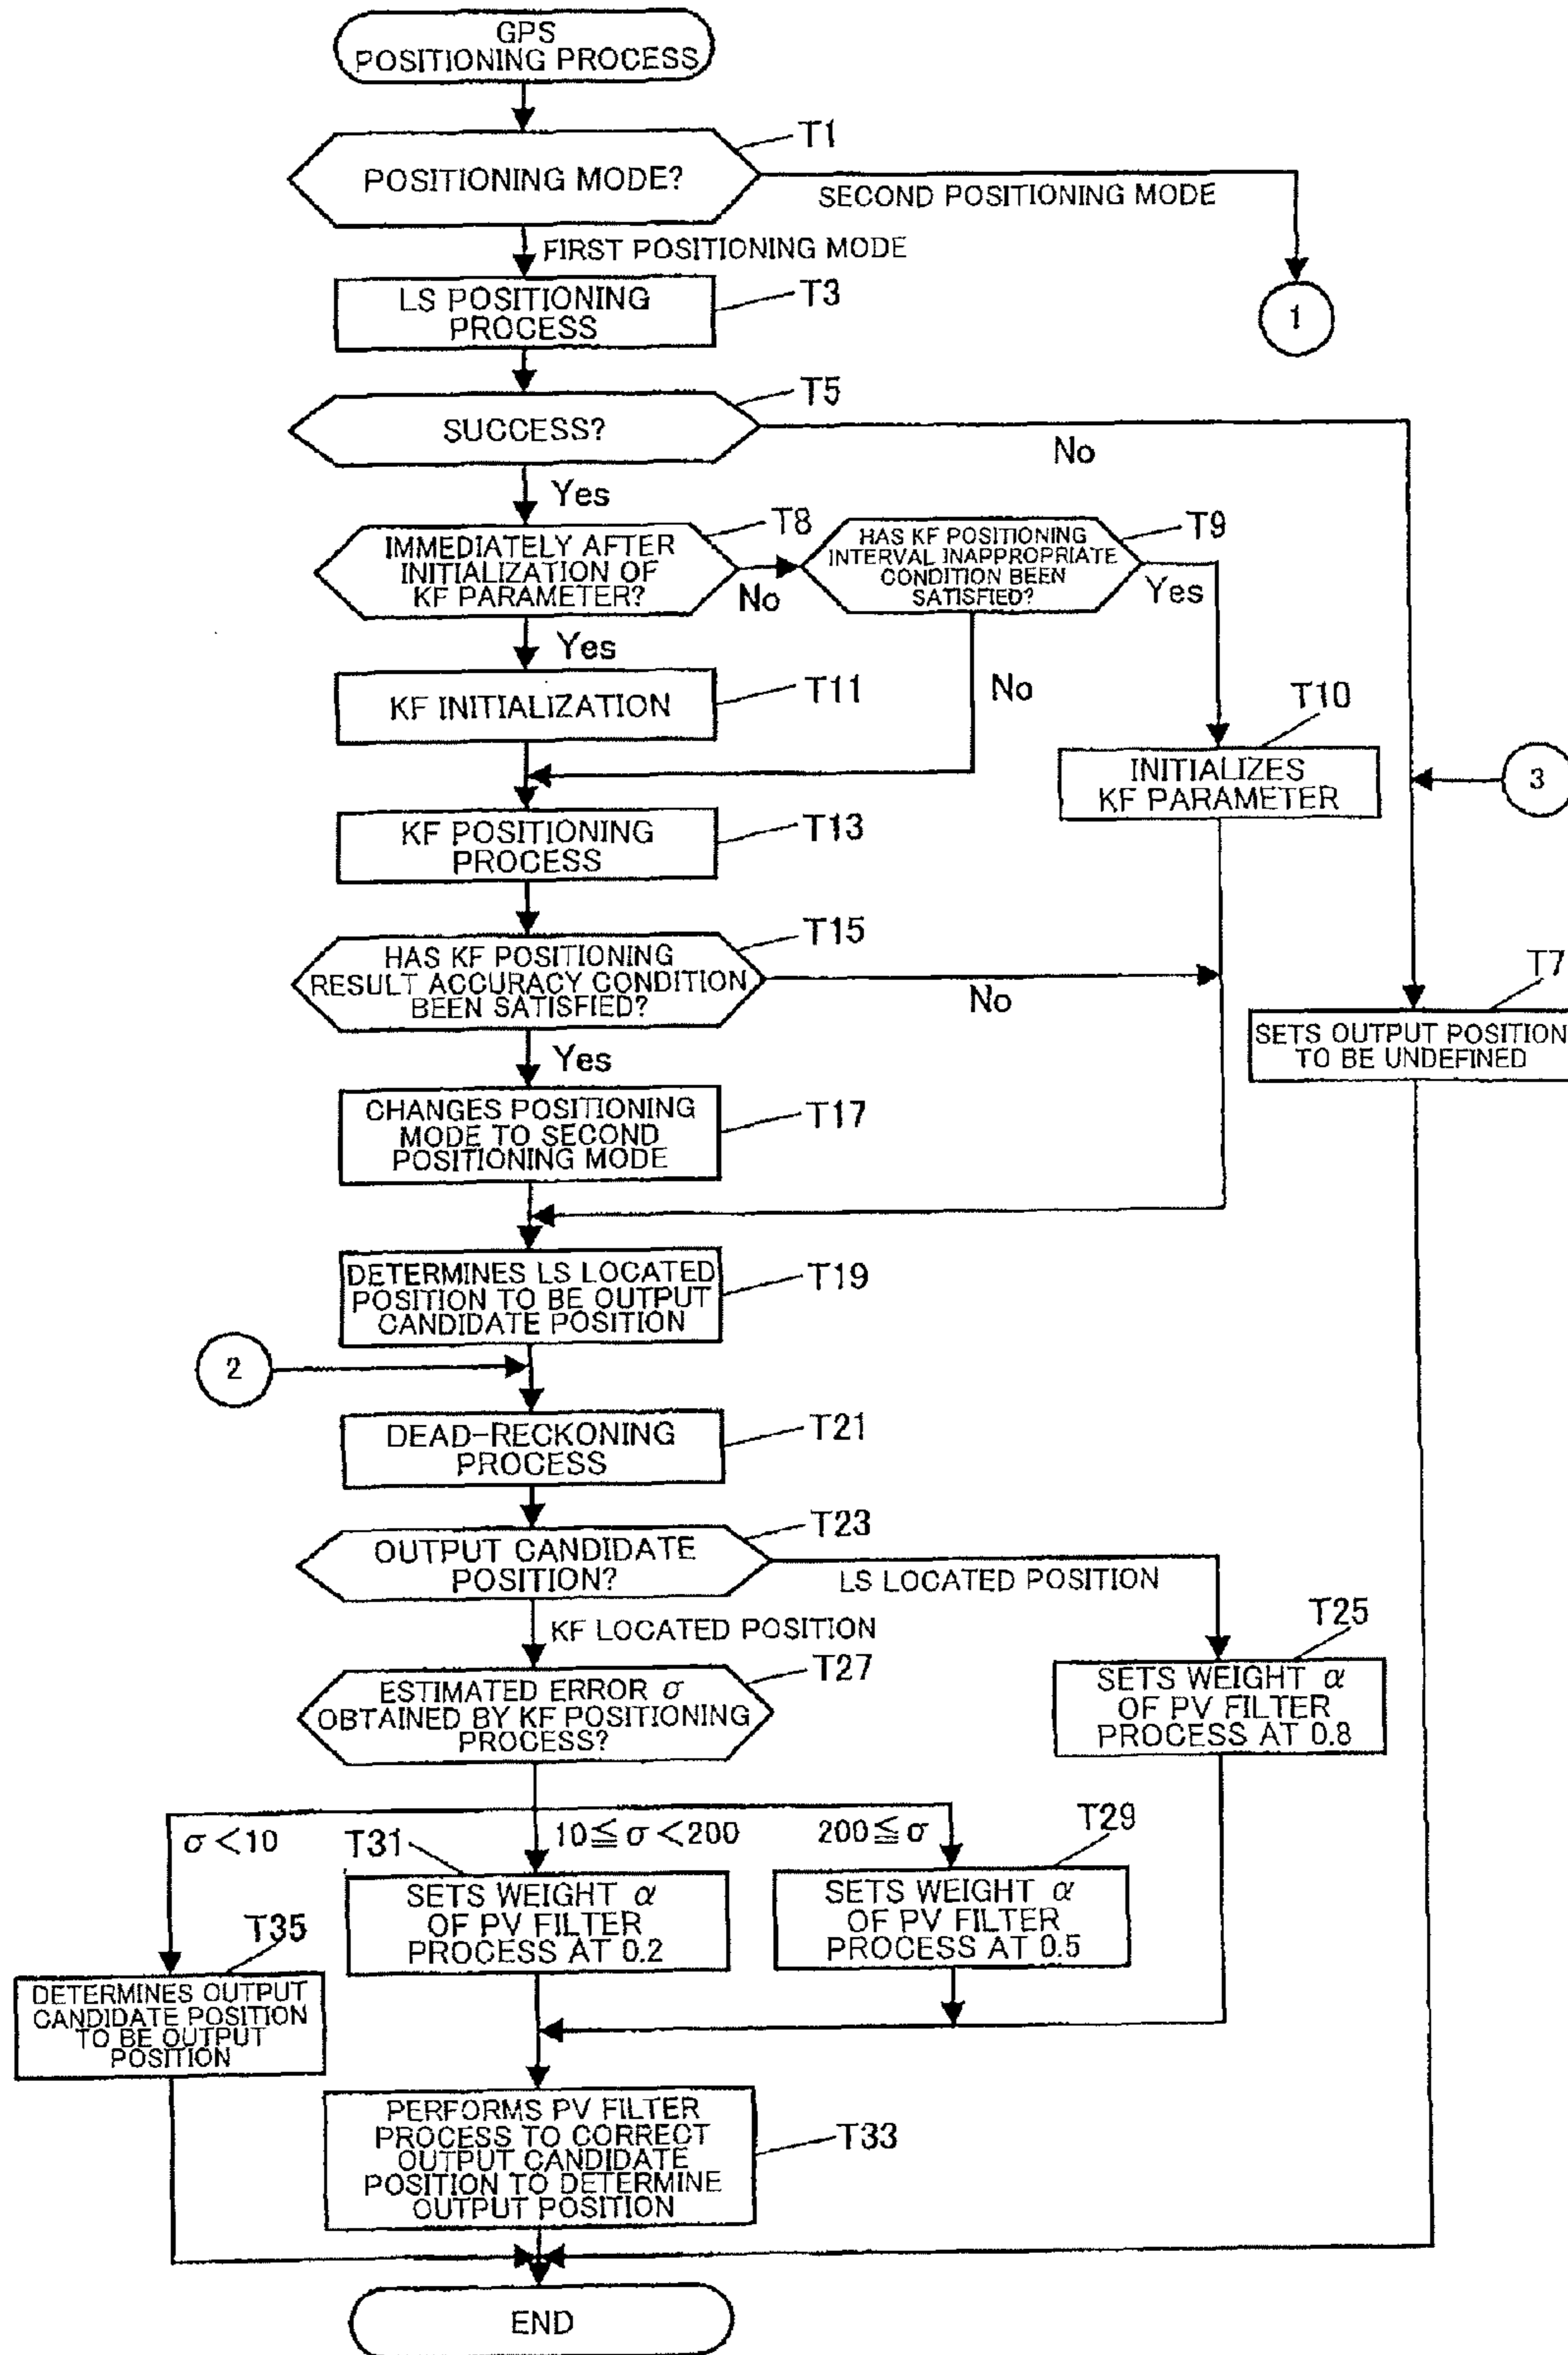 GPS
POSITIONING PROCESS
T1
POSITIONING MODE?
SECOND POSITIONING MODE
FIRST POSITIONING MODE
1
LS POSITIONING
PROCESS
T3
SUCCESS?
T5
No
Yes
IMMEDIATELY AFTER
INITIALIZATION OF
KF PARAMETER?
T8
No
HAS KF POSITIONING
INTERVAL INAPPROPRIATE
CONDITION BEEN
SATISFIED?
T9
Yes
Yes
No
KF INITIALIZATION
T11
T10
INITIALIZES
KF PARAMETER
3
KF POSITIONING
PROCESS
T13
HAS KF POSITIONING
RESULT ACCURACY CONDITION
BEEN SATISFIED?
T15
No
T7
SETS OUTPUT POSITION
TO BE UNDEFINED
Yes
CHANGES POSITIONING
MODE TO SECOND
POSITIONING MODE
T17
DETERMINES LS LOCATED
POSITION TO BE OUTPUT
CANDIDATE POSITION
T19
2
DEAD-RECKONING
PROCESS
T21
OUTPUT CANDIDATE
POSITION?
T23
LS LOCATED POSITION
KF LOCATED POSITION
T25
SETS WEIGHT α
OF PV FILTER
PROCESS AT 0.8
ESTIMATED ERROR σ
OBTAINED BY KF POSITIONING
PROCESS?
T27
σ<10
T31
10≦σ<200
200≦σ
T29
SETS WEIGHT α
OF PV FILTER
PROCESS AT 0.2
SETS WEIGHT α
OF PV FILTER
PROCESS AT 0.5
T35
DETERMINES OUTPUT
CANDIDATE POSITION
TO BE OUTPUT
POSITION
PERFORMS PV FILTER
PROCESS TO CORRECT
OUTPUT CANDIDATE
POSITION TO DETERMINE
OUTPUT POSITION
T33
END